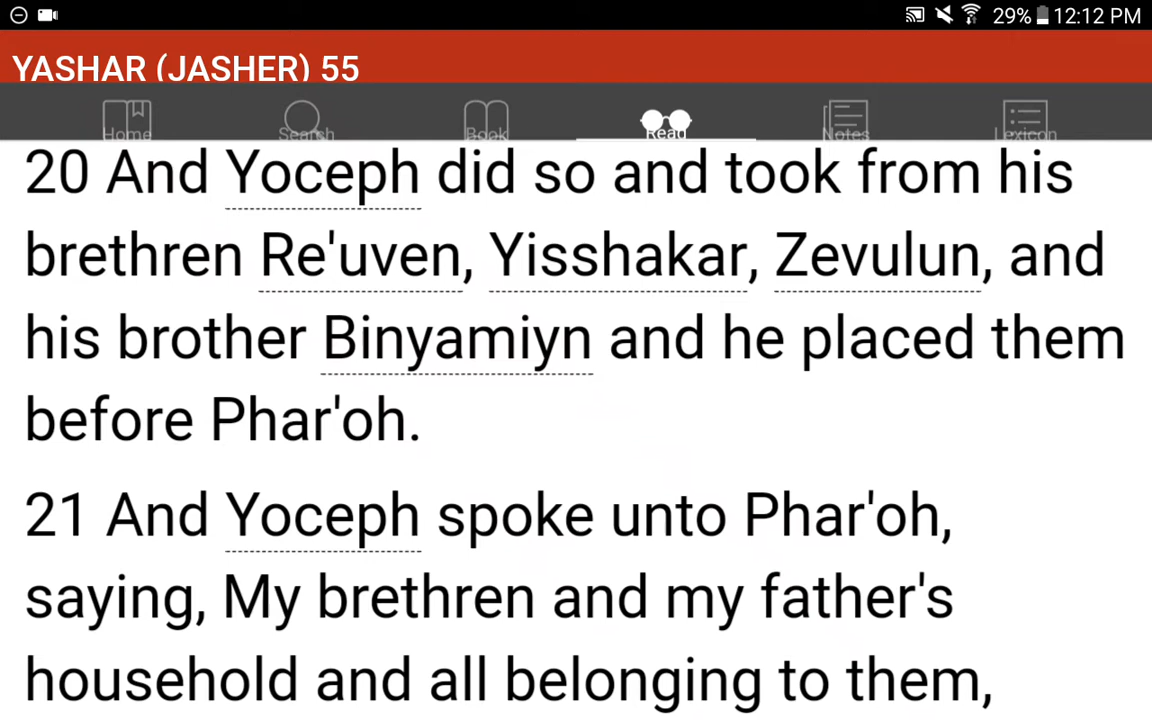 29% 12:12 PM
YASHAR (JASHER) 55
Home Search Book Read Notes Lexicon
20 And Yoceph did so and took from his
brethren Re'uven, Yisshakar, Zevulun, and
his brother Binyamiyn and he placed them
before Phar'oh.
21 And Yoceph spoke unto Phar'oh,
saying, My brethren and my father's
household and all belonging to them,